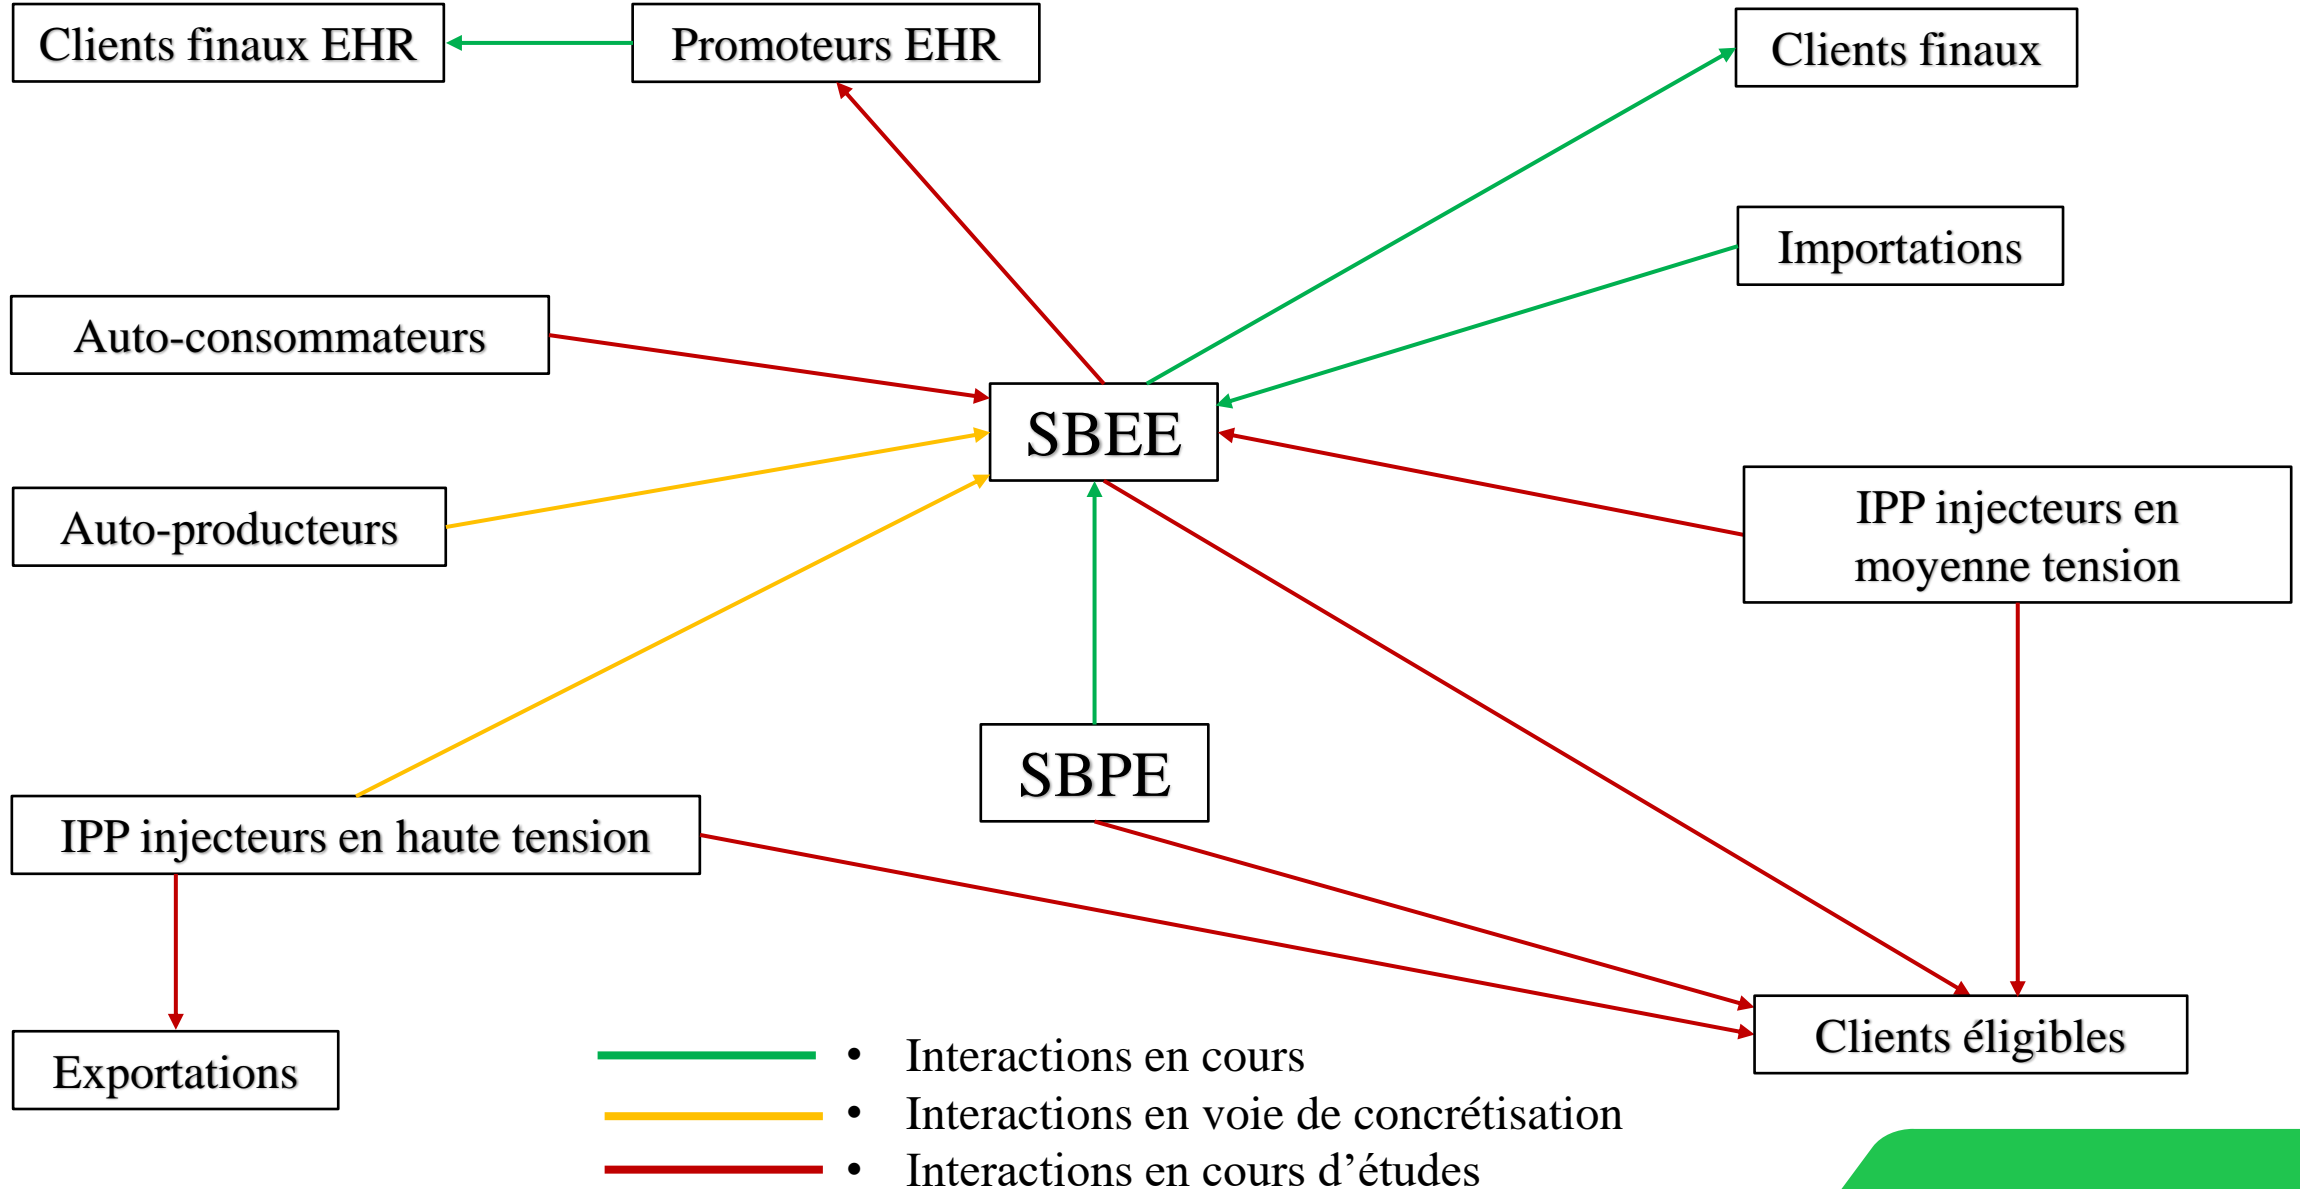 Clients finaux EHR
Promoteurs EHR
Clients finaux
Importations
Auto-consommateurs
SBEE
Auto-producteurs
IPP injecteurs en
moyenne tension
SBPE
IPP injecteurs en haute tension
Clients éligibles
Exportations
• Interactions en cours
• Interactions en voie de concrétisation
• Interactions en cours d’études